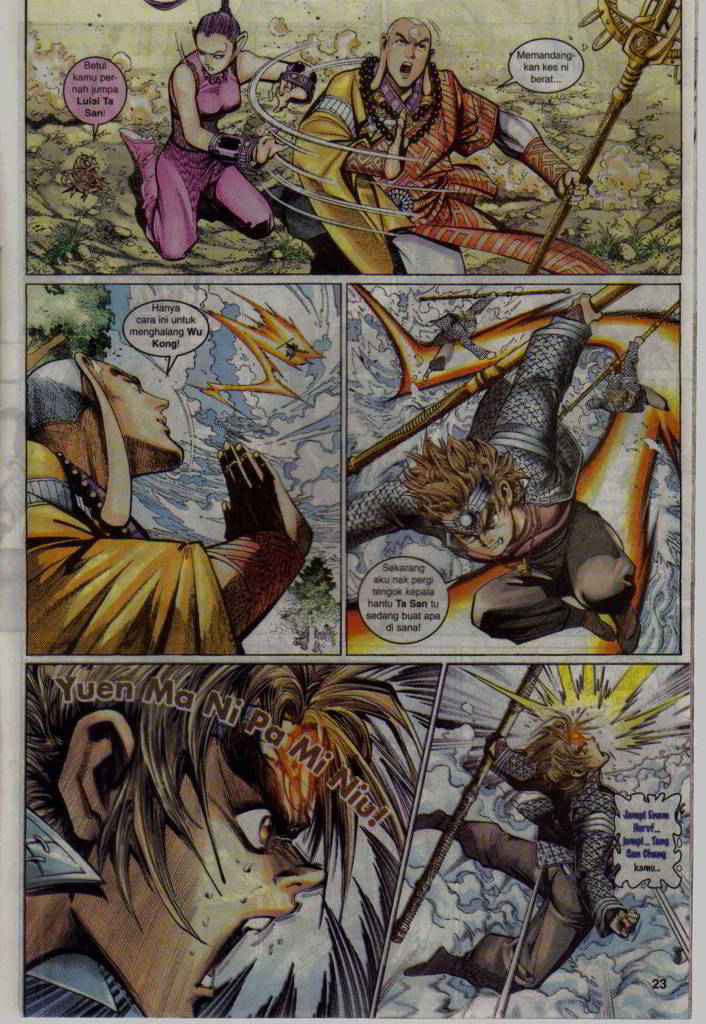 Betul
kamu per-
nah jumpa
Lulai Ta
San!
Memandang-
kan kes ni
berat...
Hanya
cara ini untuk
menghalang Wu
Kong!
Sekarang
aku nak pergi
tengok kepala
hantu Ta San tu
sedang buat apa
di sana!
Yuen Ma Ni Pa Mi Niu!
Jampi Enam
Huruf...
jampi... Tang
San Chang
kamu...
23